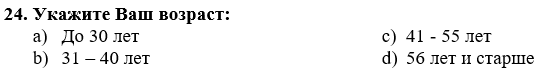 24. Укажите Ваш возраст:
a) До 30 лет c) 41 - 55 лет
b) 31 – 40 лет d) 56 лет и старше